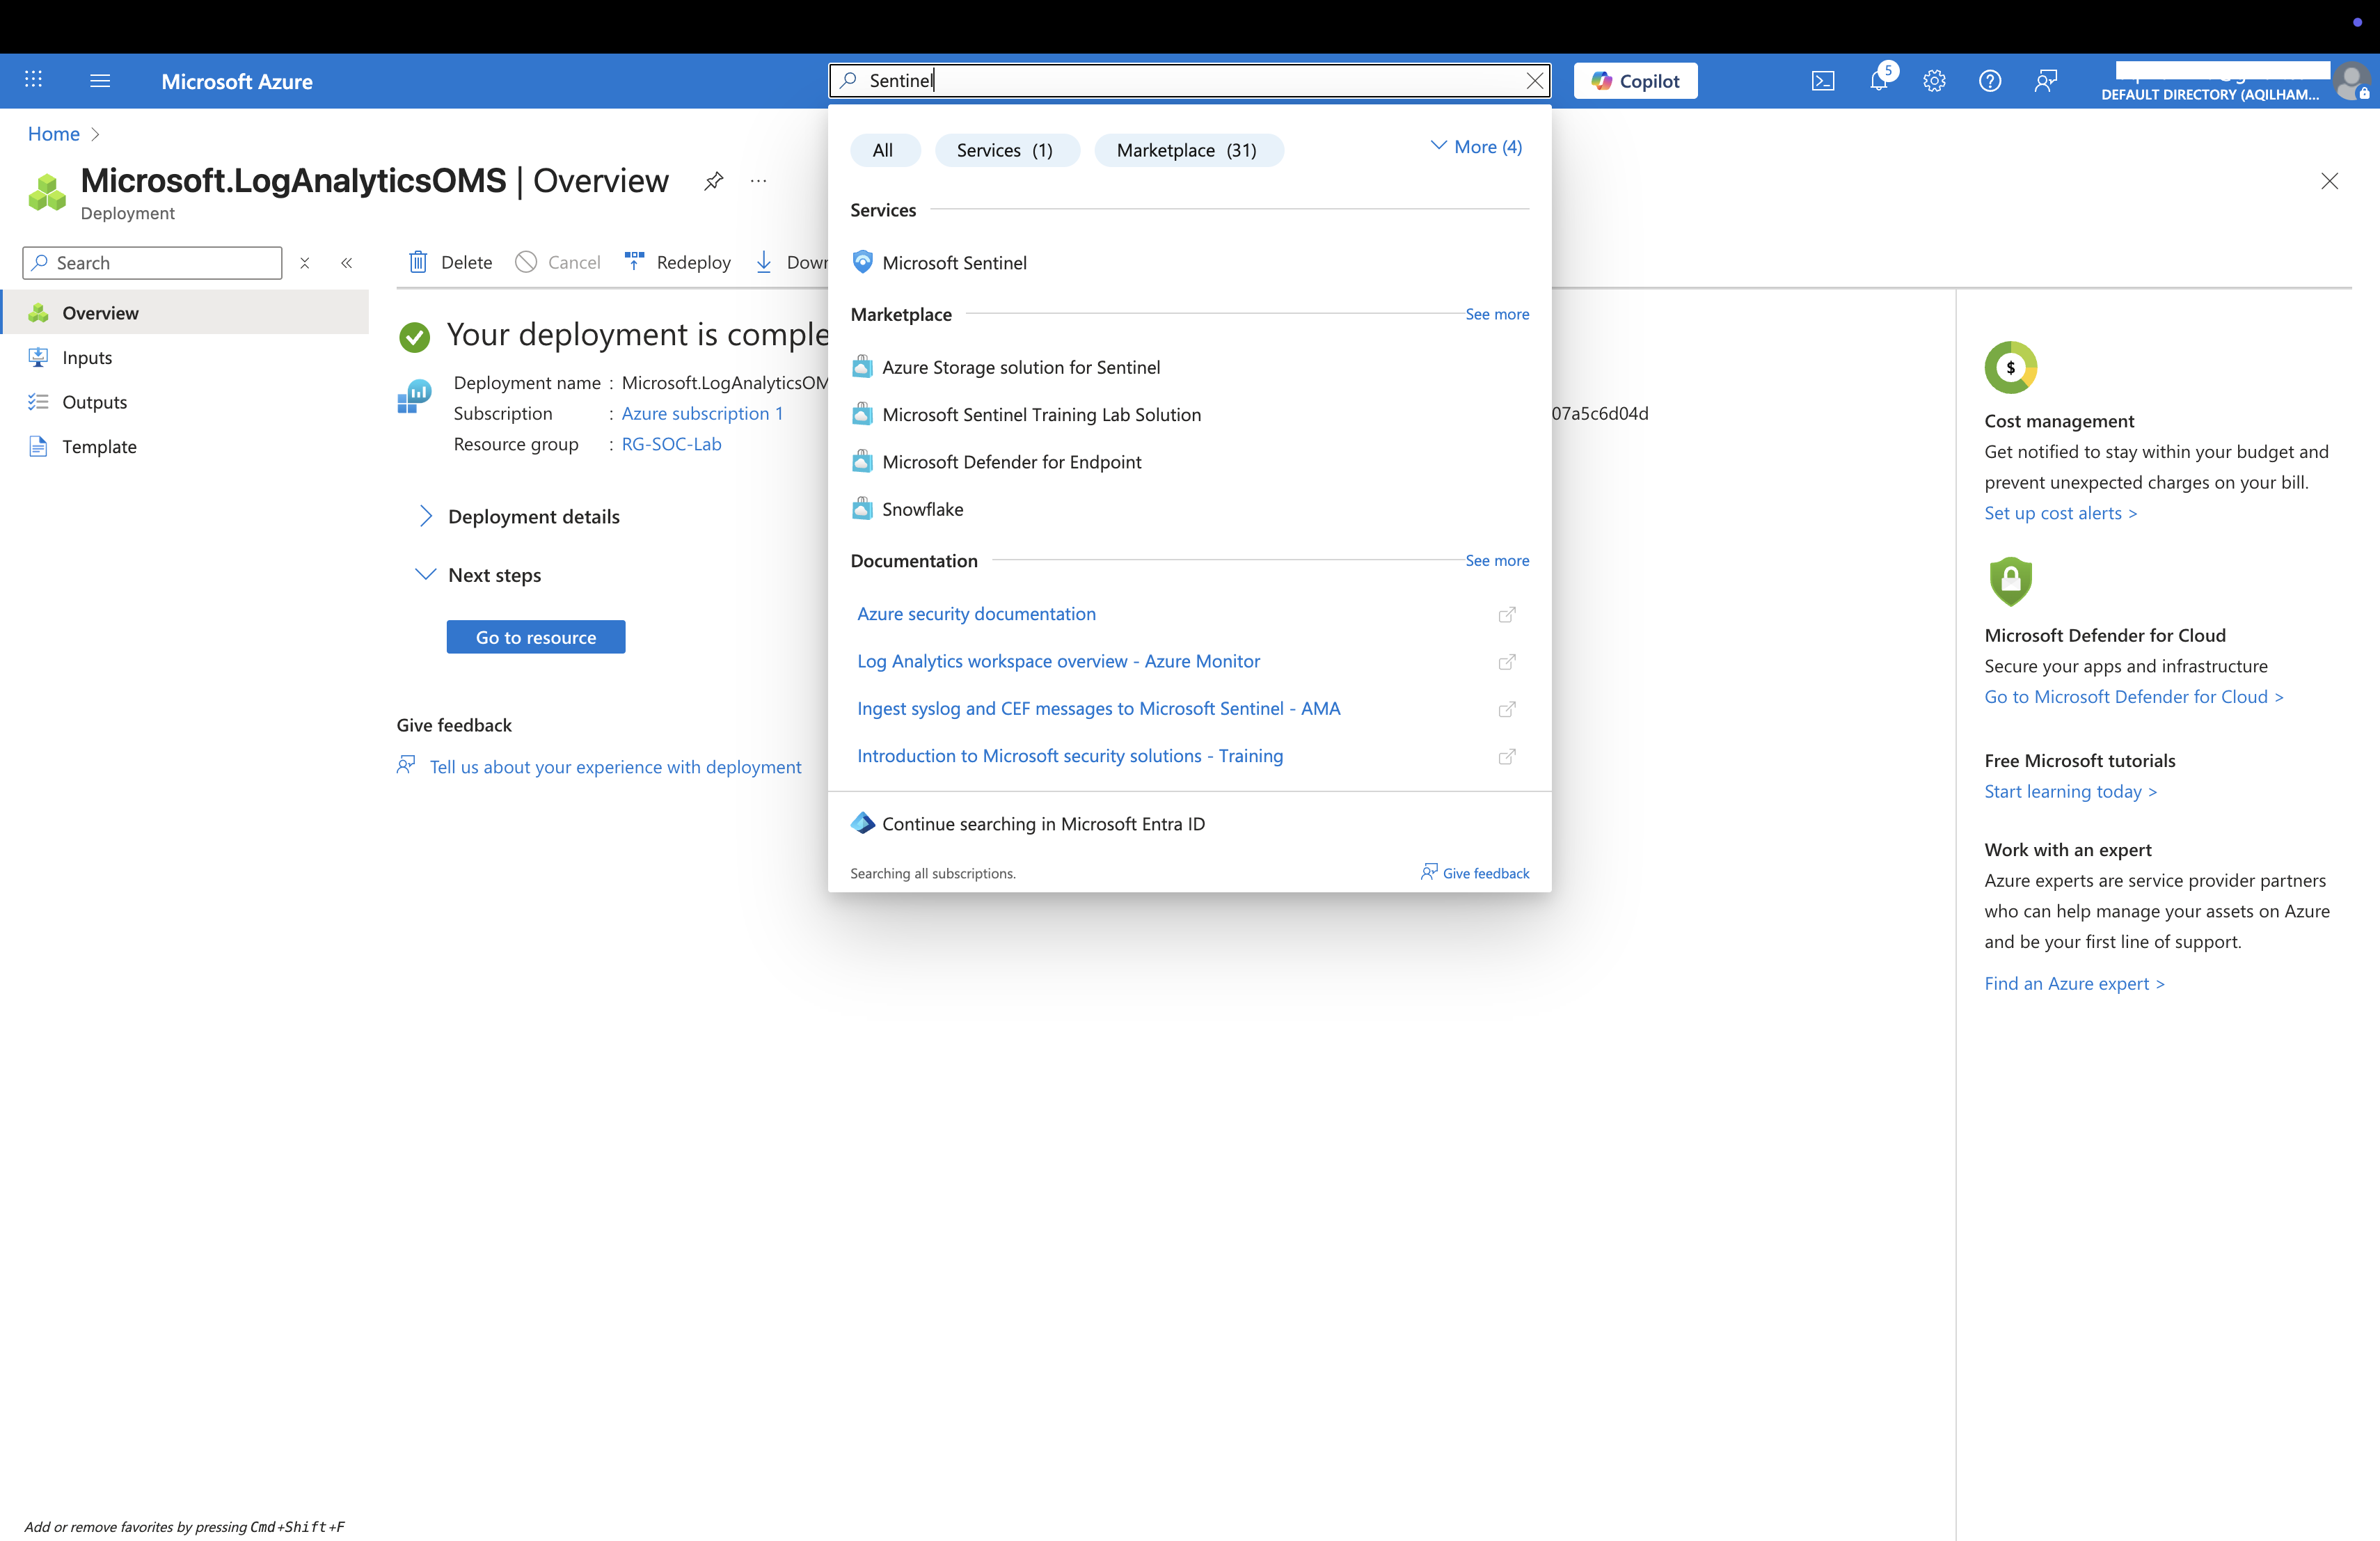 Microsoft Azure
Sentinel
Copilot
5
DEFAULT DIRECTORY (AQILHAM...
Home
Microsoft.LogAnalyticsOMS | Overview
Deployment
Search
Overview
Inputs
Outputs
Template
Delete
Cancel
Redeploy
Down
Your deployment is comple
Deployment name : Microsoft.LogAnalyticsOM
Subscription : Azure subscription 1
Resource group : RG-SOC-Lab
07a5c6d04d
Deployment details
Next steps
Go to resource
Give feedback
Tell us about your experience with deployment
All
Services (1)
Marketplace (31)
More (4)
Services
Microsoft Sentinel
Marketplace
See more
Azure Storage solution for Sentinel
Microsoft Sentinel Training Lab Solution
Microsoft Defender for Endpoint
Snowflake
Documentation
See more
Azure security documentation
Log Analytics workspace overview - Azure Monitor
Ingest syslog and CEF messages to Microsoft Sentinel - AMA
Introduction to Microsoft security solutions - Training
Continue searching in Microsoft Entra ID
Searching all subscriptions.
Give feedback
$
Cost management
Get notified to stay within your budget and
prevent unexpected charges on your bill.
Set up cost alerts >
Microsoft Defender for Cloud
Secure your apps and infrastructure
Go to Microsoft Defender for Cloud >
Free Microsoft tutorials
Start learning today >
Work with an expert
Azure experts are service provider partners
who can help manage your assets on Azure
and be your first line of support.
Find an Azure expert >
Add or remove favorites by pressing Cmd+Shift+F